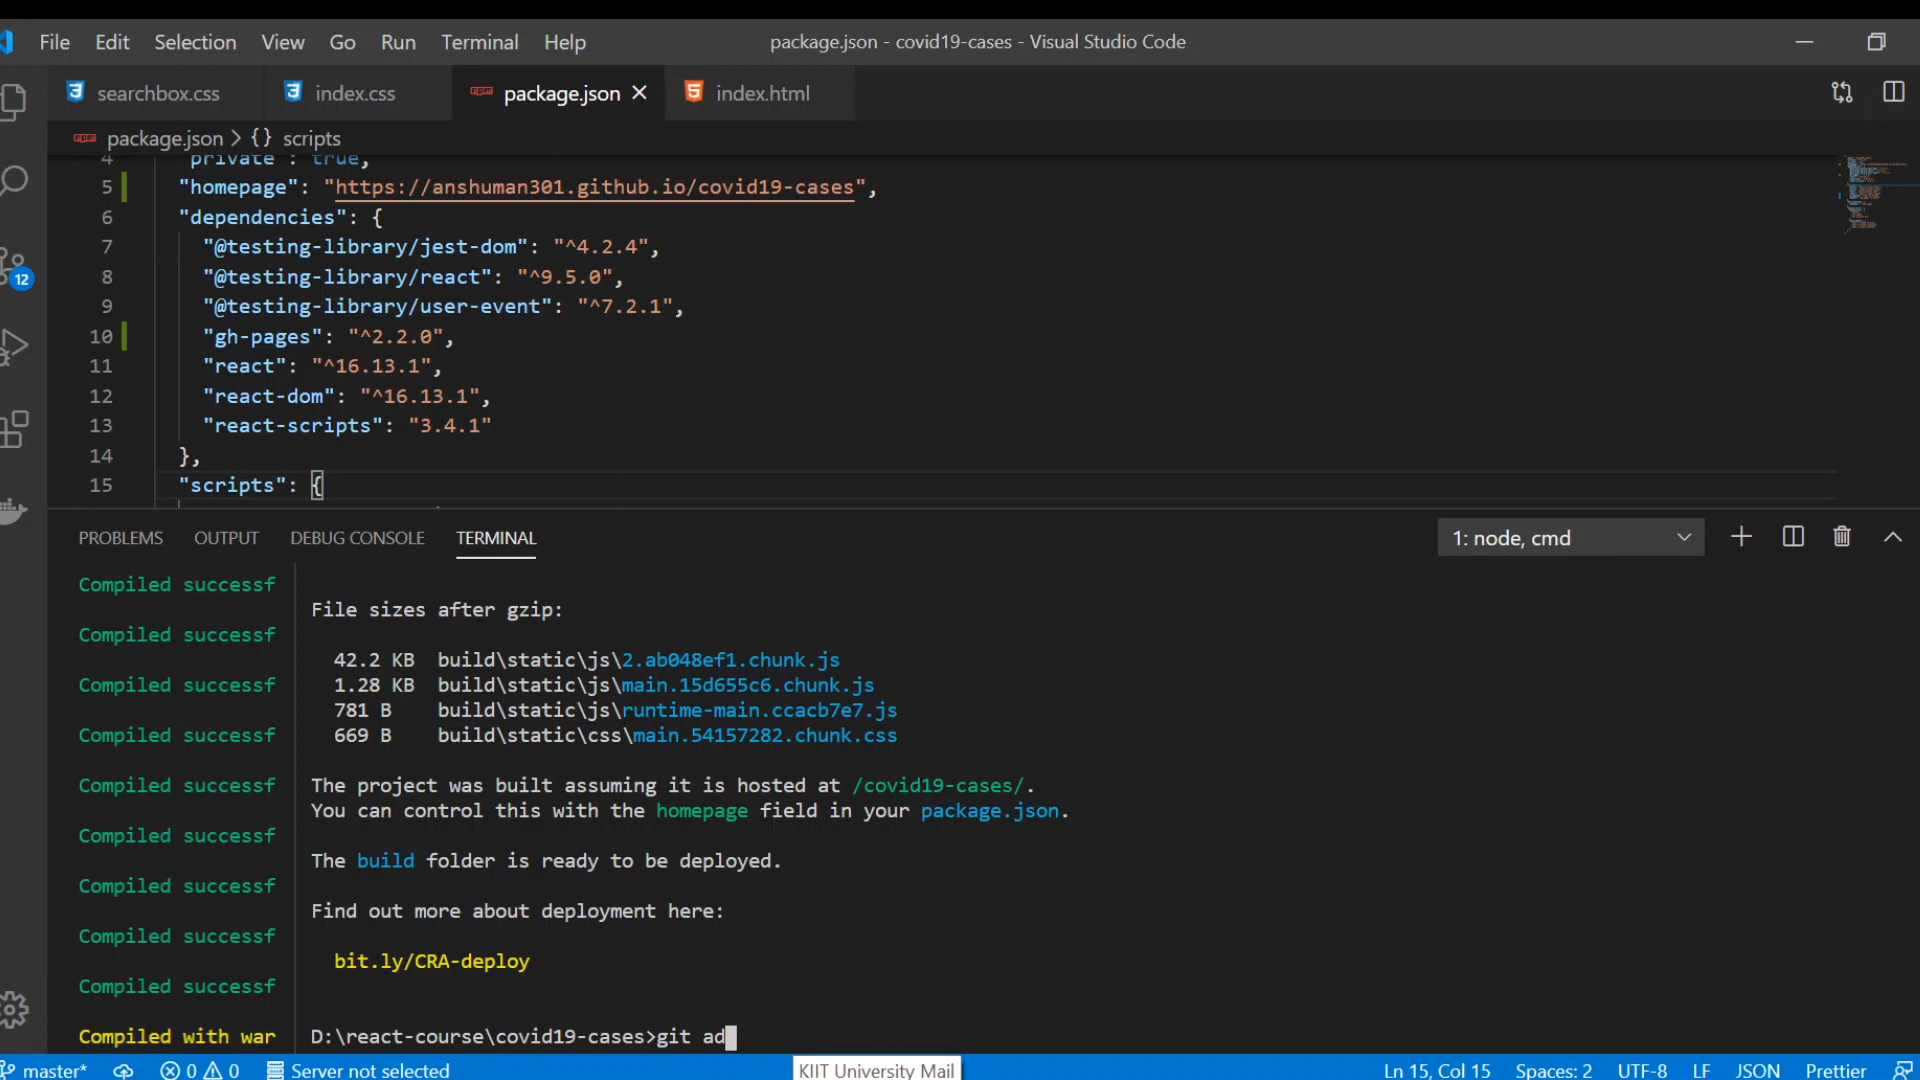 File Edit Selection View Go Run Terminal Help package.json - covid19-cases - Visual Studio Code
searchbox.css index.css package.json index.html
package.json > {} scripts
4 "private": true,
5 "homepage": "https://anshuman301.github.io/covid19-cases",
6 "dependencies": {
7 "@testing-library/jest-dom": "^4.2.4",
8 "@testing-library/react": "^9.5.0",
9 "@testing-library/user-event": "^7.2.1",
10 "gh-pages": "^2.2.0",
11 "react": "^16.13.1",
12 "react-dom": "^16.13.1",
13 "react-scripts": "3.4.1"
14 },
15 "scripts": {
12
PROBLEMS OUTPUT DEBUG CONSOLE TERMINAL 1: node, cmd
Compiled successf
Compiled successf
Compiled successf
Compiled successf
Compiled successf
Compiled successf
Compiled successf
Compiled successf
Compiled successf
Compiled with war
File sizes after gzip:
42.2 KB build\static\js\2.ab048ef1.chunk.js
1.28 KB build\static\js\main.15d655c6.chunk.js
781 B build\static\js\runtime-main.ccacb7e7.js
669 B build\static\css\main.54157282.chunk.css
The project was built assuming it is hosted at /covid19-cases/.
You can control this with the homepage field in your package.json.
The build folder is ready to be deployed.
Find out more about deployment here:
bit.ly/CRA-deploy
D:\react-course\covid19-cases>git ad
master* 0 0 Server not selected KIIT University Mail Ln 15, Col 15 Spaces: 2 UTF-8 LF JSON Prettier